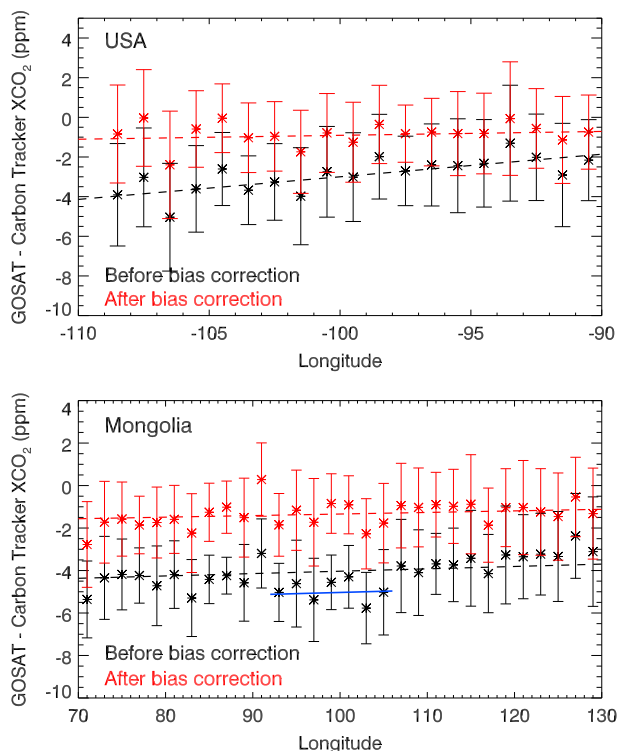 USA
GOSAT - Carbon Tracker XCO₂ (ppm)
4
2
0
-2
-4
-6
-8
-10
Before bias correction
After bias correction
-110 -105 -100 -95 -90
Longitude
Mongolia
GOSAT - Carbon Tracker XCO₂ (ppm)
4
2
0
-2
-4
-6
-8
-10
Before bias correction
After bias correction
70 80 90 100 110 120 130
Longitude